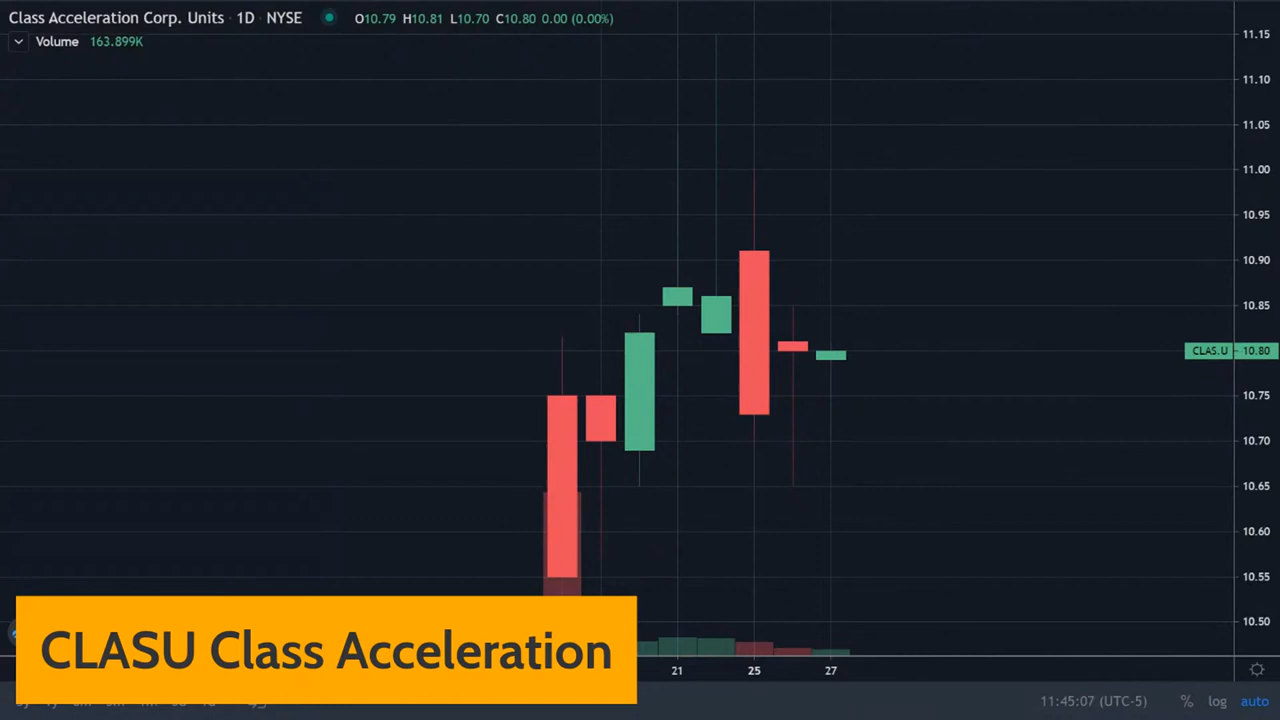 Class Acceleration Corp. Units · 1D · NYSE O10.79 H10.81 L10.70 C10.80 0.00 (0.00%)
Volume 163.899K
11.15
11.10
11.05
11.00
10.95
10.90
10.85
CLAS.U 10.80
10.75
10.70
10.65
10.60
10.55
10.50
CLASU Class Acceleration
21 25 27
11:45:07 (UTC-5) % log auto